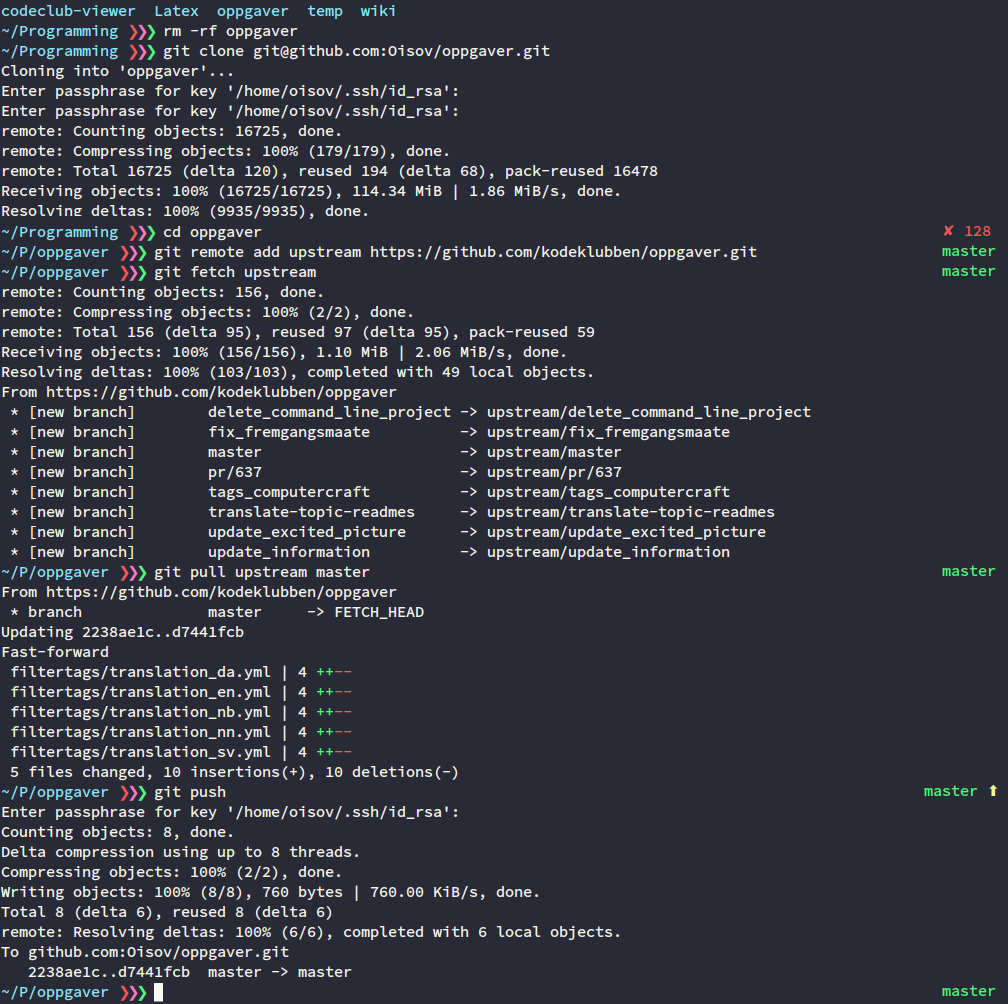 codeclub-viewer  Latex  oppgaver  temp  wiki
~/Programming ❯❯❯ rm -rf oppgaver
~/Programming ❯❯❯ git clone git@github.com:Oisov/oppgaver.git
Cloning into 'oppgaver'...
Enter passphrase for key '/home/oisov/.ssh/id_rsa':
Enter passphrase for key '/home/oisov/.ssh/id_rsa':
remote: Counting objects: 16725, done.
remote: Compressing objects: 100% (179/179), done.
remote: Total 16725 (delta 120), reused 194 (delta 68), pack-reused 16478
Receiving objects: 100% (16725/16725), 114.34 MiB | 1.86 MiB/s, done.
Resolving deltas: 100% (9935/9935), done.
~/Programming ❯❯❯ cd oppgaver ✘ 128
~/P/oppgaver ❯❯❯ git remote add upstream https://github.com/kodeklubben/oppgaver.git master
~/P/oppgaver ❯❯❯ git fetch upstream master
remote: Counting objects: 156, done.
remote: Compressing objects: 100% (2/2), done.
remote: Total 156 (delta 95), reused 97 (delta 95), pack-reused 59
Receiving objects: 100% (156/156), 1.10 MiB | 2.06 MiB/s, done.
Resolving deltas: 100% (103/103), completed with 49 local objects.
From https://github.com/kodeklubben/oppgaver
 * [new branch]        delete_command_line_project -> upstream/delete_command_line_project
 * [new branch]        fix_fremgangsmaate          -> upstream/fix_fremgangsmaate
 * [new branch]        master                      -> upstream/master
 * [new branch]        pr/637                      -> upstream/pr/637
 * [new branch]        tags_computercraft          -> upstream/tags_computercraft
 * [new branch]        translate-topic-readmes     -> upstream/translate-topic-readmes
 * [new branch]        update_excited_picture      -> upstream/update_excited_picture
 * [new branch]        update_information          -> upstream/update_information
~/P/oppgaver ❯❯❯ git pull upstream master master
From https://github.com/kodeklubben/oppgaver
 * branch              master     -> FETCH_HEAD
Updating 2238ae1c..d7441fcb
Fast-forward
 filtertags/translation_da.yml | 4 ++--
 filtertags/translation_en.yml | 4 ++--
 filtertags/translation_nb.yml | 4 ++--
 filtertags/translation_nn.yml | 4 ++--
 filtertags/translation_sv.yml | 4 ++--
 5 files changed, 10 insertions(+), 10 deletions(-)
~/P/oppgaver ❯❯❯ git push master ⬆
Enter passphrase for key '/home/oisov/.ssh/id_rsa':
Counting objects: 8, done.
Delta compression using up to 8 threads.
Compressing objects: 100% (2/2), done.
Writing objects: 100% (8/8), 760 bytes | 760.00 KiB/s, done.
Total 8 (delta 6), reused 8 (delta 6)
remote: Resolving deltas: 100% (6/6), completed with 6 local objects.
To github.com:Oisov/oppgaver.git
   2238ae1c..d7441fcb  master -> master
~/P/oppgaver ❯❯❯ master